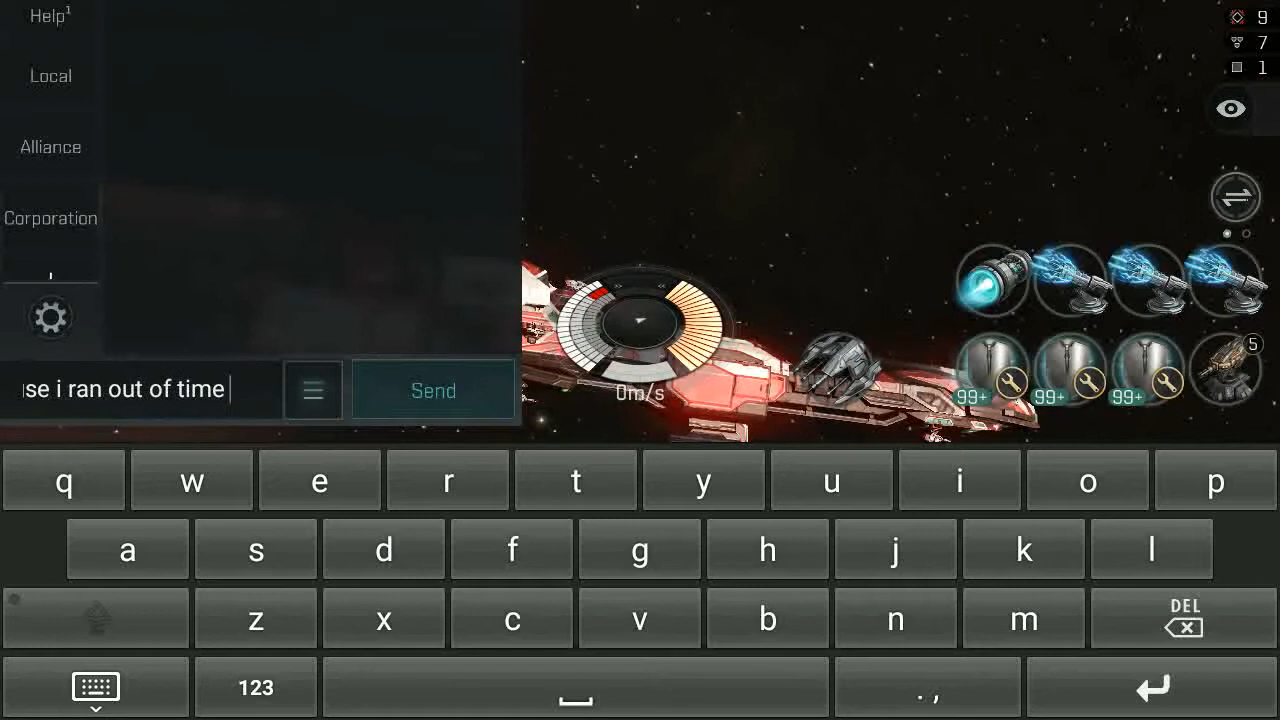 Help1
9
7
1
Local
Alliance
Corporation
se i ran out of time
Send
0m/s
5
99+ 99+ 99+
q w e r t y u i o p
a s d f g h j k l
z x c v b n m DEL
123 . ,